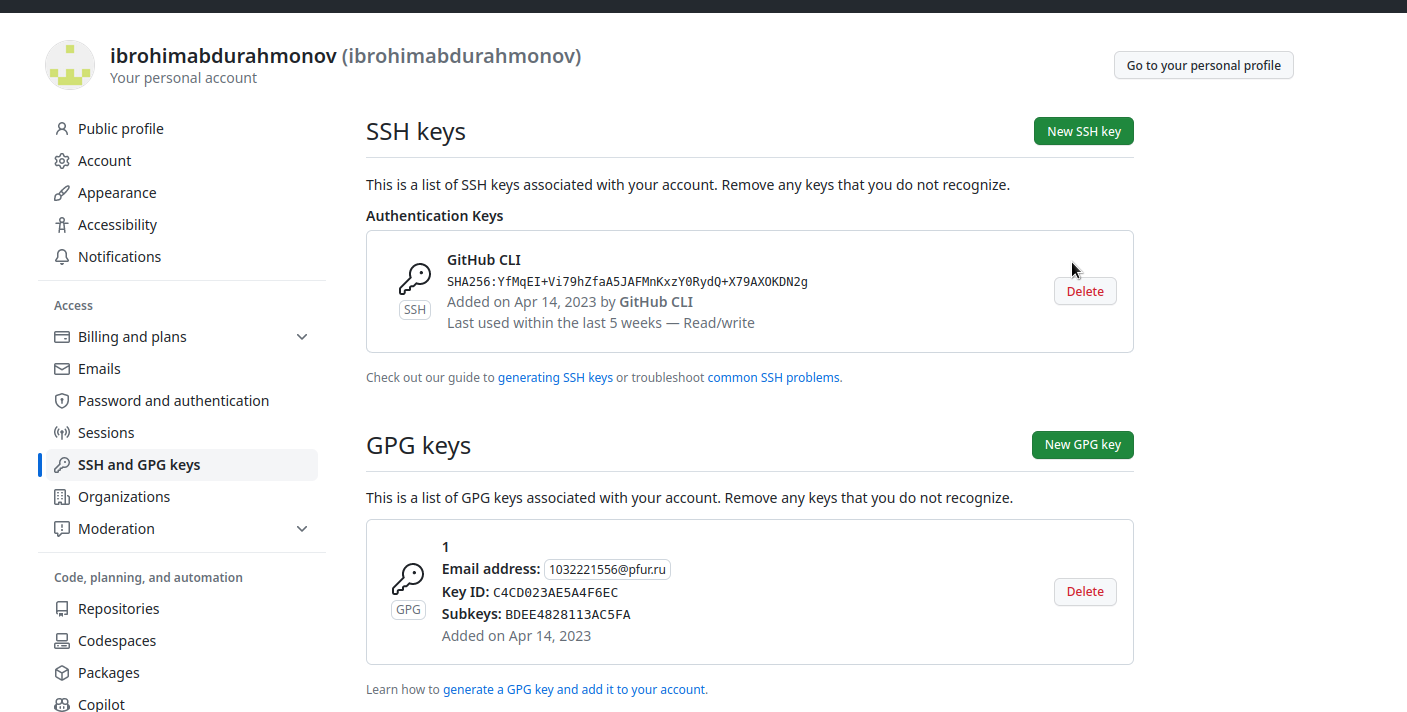 ibrohimabdurahmonov (ibrohimabdurahmonov)
Your personal account
Go to your personal profile
Public profile
Account
Appearance
Accessibility
Notifications
Access
Billing and plans
Emails
Password and authentication
Sessions
SSH and GPG keys
Organizations
Moderation
Code, planning, and automation
Repositories
Codespaces
Packages
Copilot
SSH keys
New SSH key
This is a list of SSH keys associated with your account. Remove any keys that you do not recognize.
Authentication Keys
SSH
GitHub CLI
SHA256:YfMqEI+Vi79hZfaA5JAFMnKxzY0RydQ+X79AXOKDN2g
Added on Apr 14, 2023 by GitHub CLI
Last used within the last 5 weeks — Read/write
Delete
Check out our guide to generating SSH keys or troubleshoot common SSH problems.
GPG keys
New GPG key
This is a list of GPG keys associated with your account. Remove any keys that you do not recognize.
GPG
1
Email address: 1032221556@pfur.ru
Key ID: C4CD023AE5A4F6EC
Subkeys: BDEE4828113AC5FA
Added on Apr 14, 2023
Delete
Learn how to generate a GPG key and add it to your account.